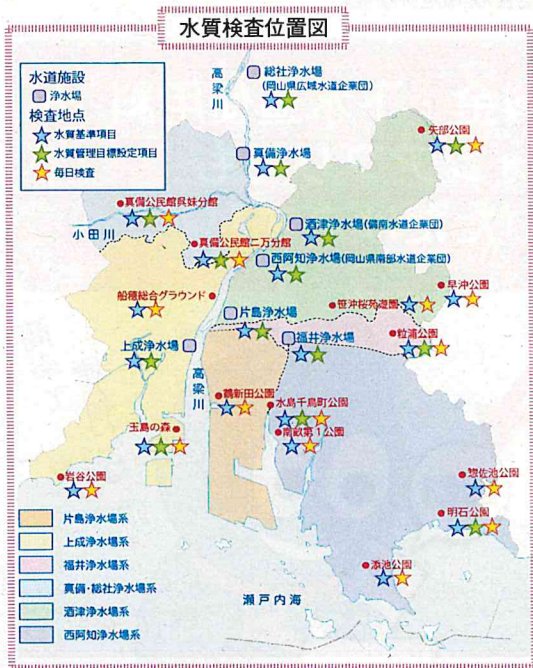 水質検査位置図
水道施設
浄水場
検査地点
水質基準項目
水質管理目標設定項目
毎日検査
高梁川
総社浄水場
(岡山県広域水道企業団)
矢部公園
真備浄水場
真備公民館呉妹分館
小田川
真備公民館二万分館
酒津浄水場(備南水道企業団)
西阿知浄水場(岡山県南部水道企業団)
早沖公園
船穂総合グラウンド
笹沖桜苑遊園
片島浄水場
粒浦公園
上成浄水場
福井浄水場
高梁川
鶴新田公園
水島千鳥町公園
南畝第1公園
玉島の森
岩谷公園
惣佐池公園
明石公園
添池公園
片島浄水場系
上成浄水場系
福井浄水場系
真備・総社浄水場系
酒津浄水場系
西阿知浄水場系
瀬戸内海